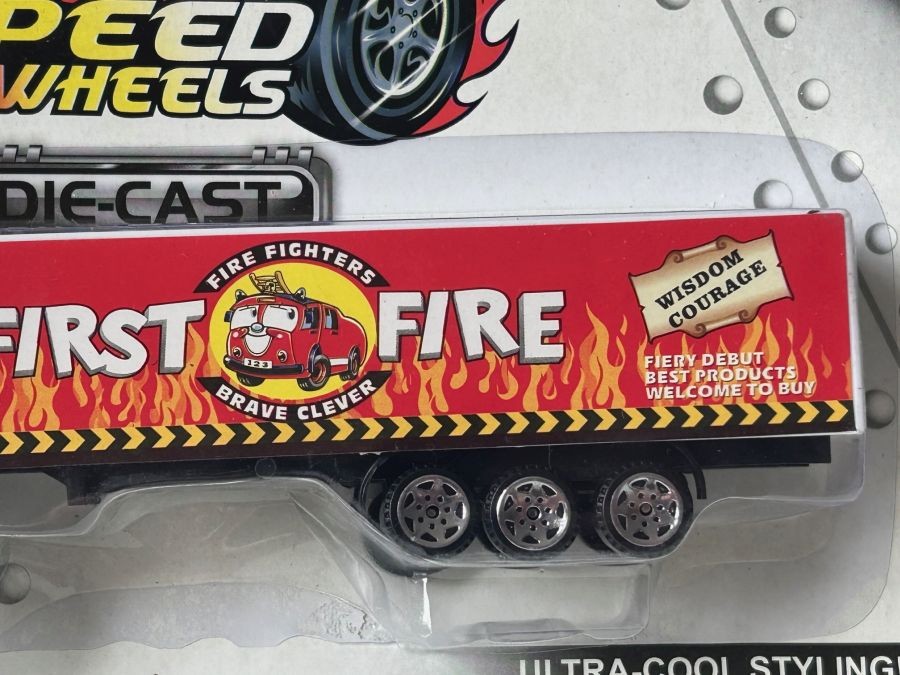 PEED
WHEELS
DIE-CAST
FIRE FIGHTERS
FIRST FIRE
123
BRAVE CLEVER
WISDOM
COURAGE
FIERY DEBUT
BEST PRODUCTS
WELCOME TO BUY
ULTRA-COOL STYLING!